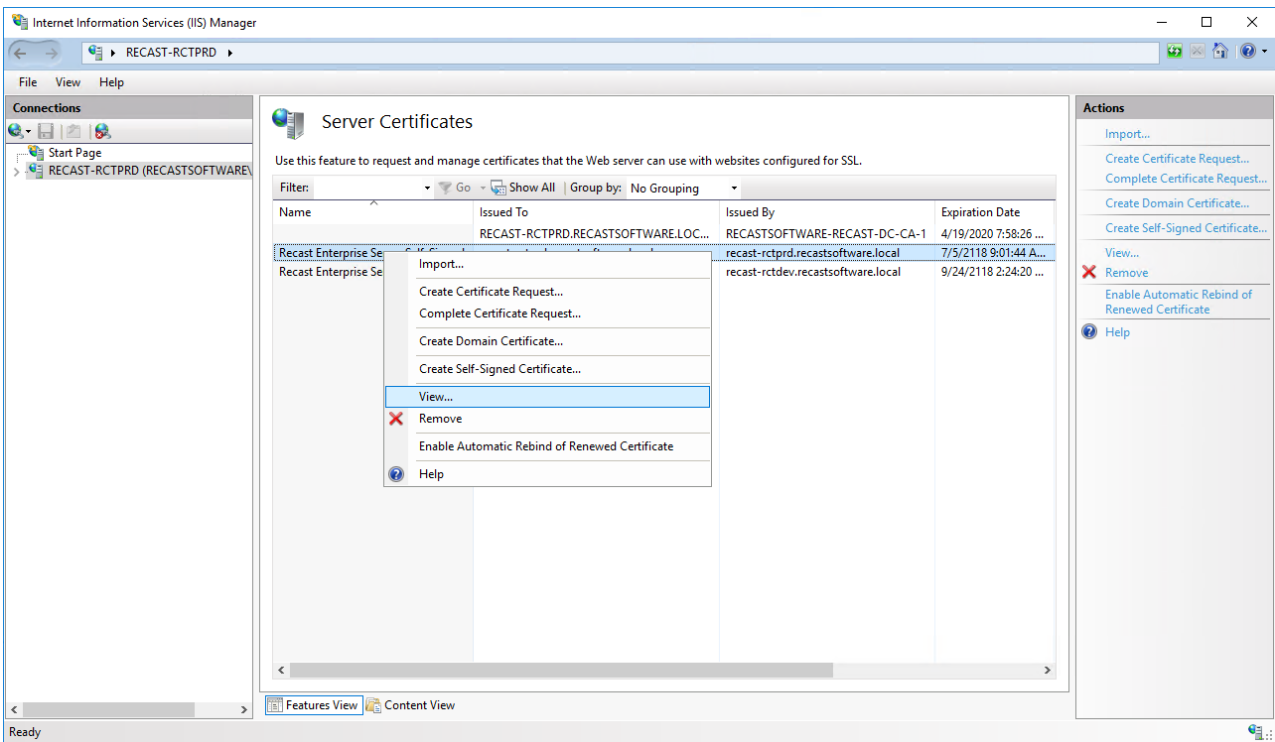 Internet Information Services (IIS) Manager
RECAST-RCTPRD
File View Help
Connections
Start Page
RECAST-RCTPRD (RECASTSOFTWARE\
Server Certificates
Use this feature to request and manage certificates that the Web server can use with websites configured for SSL.
Filter: Go Show All Group by: No Grouping
Name Issued To Issued By Expiration Date
RECAST-RCTPRD.RECASTSOFTWARE.LOC... RECASTSOFTWARE-RECAST-DC-CA-1 4/19/2020 7:58:26 ...
Recast Enterprise Se recast-rctprd.recastsoftware.local 7/5/2118 9:01:44 A...
Recast Enterprise Se recast-rctdev.recastsoftware.local 9/24/2118 2:24:20 ...
Import...
Create Certificate Request...
Complete Certificate Request...
Create Domain Certificate...
Create Self-Signed Certificate...
View...
Remove
Enable Automatic Rebind of Renewed Certificate
Help
Features View Content View
Actions
Import...
Create Certificate Request...
Complete Certificate Request...
Create Domain Certificate...
Create Self-Signed Certificate...
View...
Remove
Enable Automatic Rebind of
Renewed Certificate
Help
Ready